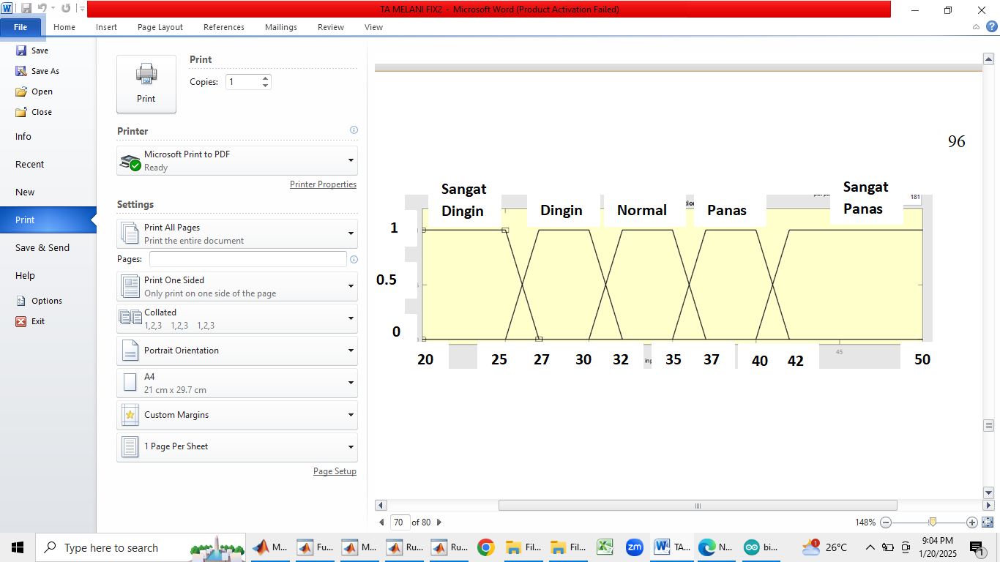 TA MELANI FIX2 - Microsoft Word (Product Activation Failed)
File Home Insert Page Layout References Mailings Review View
Save
Save As
Open
Close
Info
Recent
New
Print
Save & Send
Help
Options
Exit
Print
Print
Copies: 1
Printer
Microsoft Print to PDF
Ready
Printer Properties
Settings
Print All Pages
Print the entire document
Pages:
Print One Sided
Only print on one side of the page
Collated
1,2,3 1,2,3 1,2,3
Portrait Orientation
A4
21 cm x 29.7 cm
Custom Margins
1 Page Per Sheet
Page Setup
96
181
Sangat
Dingin
Dingin
Normal
Panas
Sangat
Panas
1
0.5
0
45
20 25 27 30 32 35 37 40 42 50
70 of 80
148%
Type here to search
M... Fu... M... Ru... Ru... Fil... Fil... zm TA... N... bi...
26°C
9:04 PM
1/20/2025
1